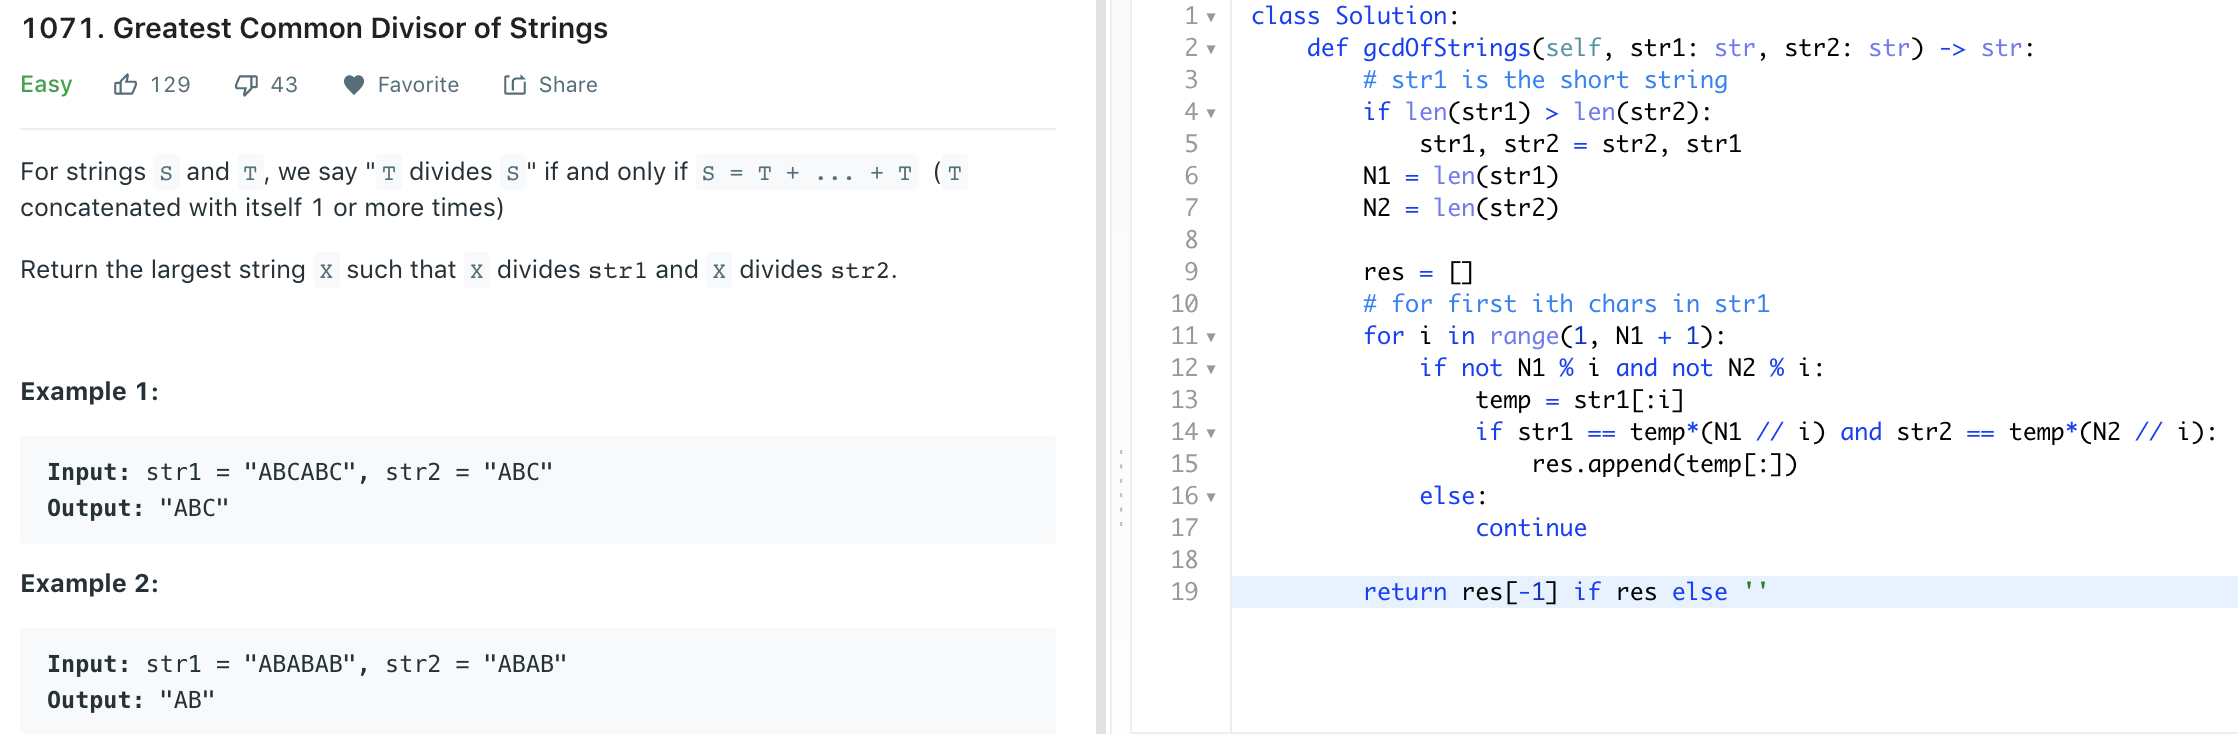 1071. Greatest Common Divisor of Strings
Easy 129 43 Favorite Share
For strings S and T, we say "T divides S" if and only if S = T + ... + T (T
concatenated with itself 1 or more times)
Return the largest string X such that X divides str1 and X divides str2.
Example 1:
Input: str1 = "ABCABC", str2 = "ABC"
Output: "ABC"
Example 2:
Input: str1 = "ABABAB", str2 = "ABAB"
Output: "AB"
1 class Solution:
2 def gcdOfStrings(self, str1: str, str2: str) -> str:
3 # str1 is the short string
4 if len(str1) > len(str2):
5 str1, str2 = str2, str1
6 N1 = len(str1)
7 N2 = len(str2)
8
9 res = []
10 # for first ith chars in str1
11 for i in range(1, N1 + 1):
12 if not N1 % i and not N2 % i:
13 temp = str1[:i]
14 if str1 == temp*(N1 // i) and str2 == temp*(N2 // i):
15 res.append(temp[:])
16 else:
17 continue
18
19 return res[-1] if res else ''